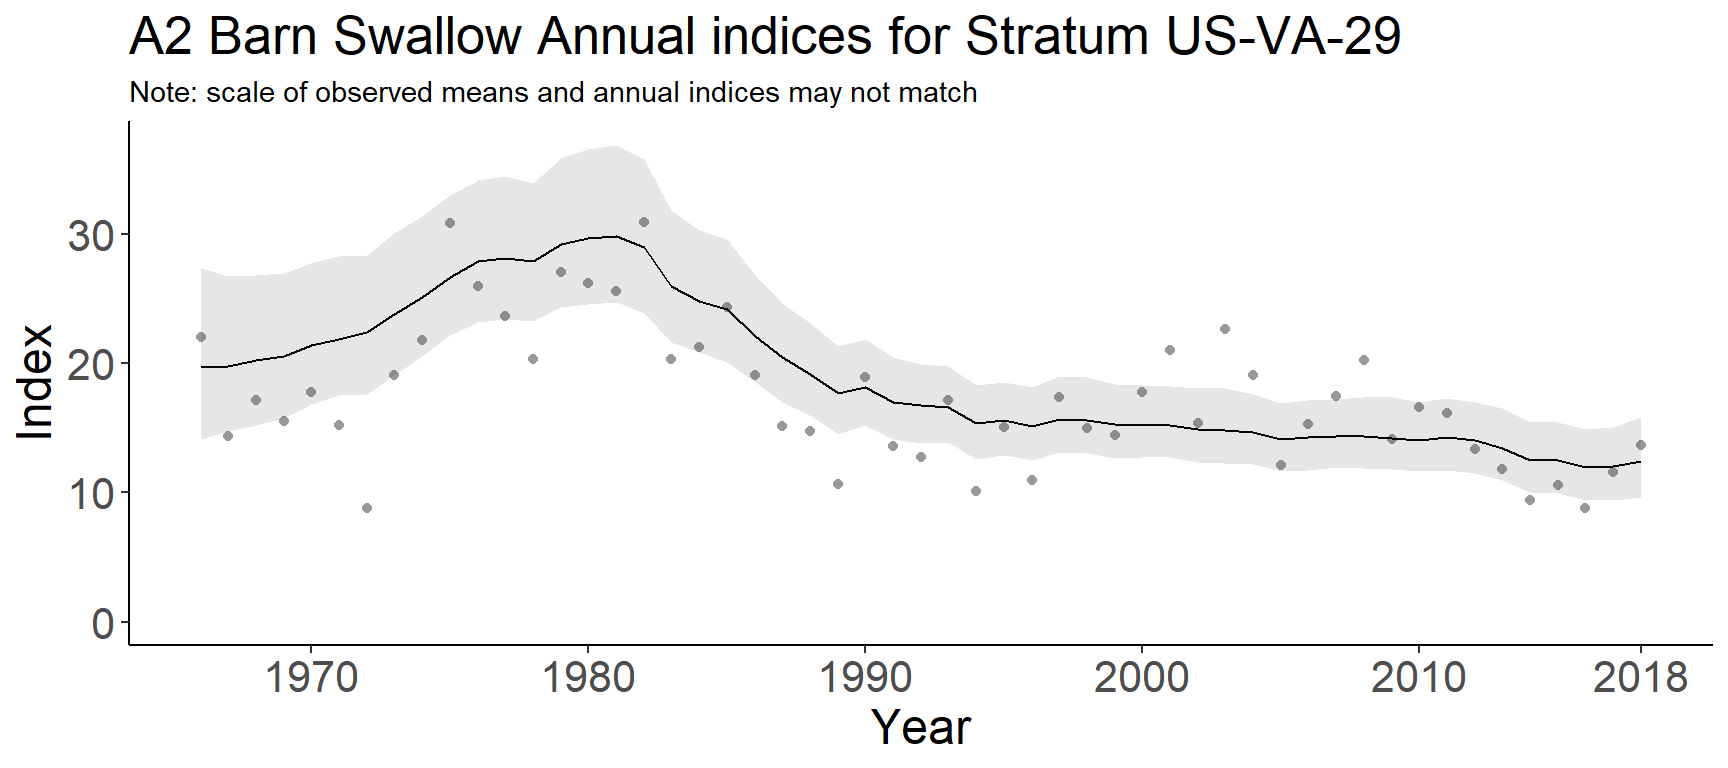 A2 Barn Swallow Annual indices for Stratum US-VA-29
Note: scale of observed means and annual indices may not match
Index
30
20
10
0
1970 1980 1990 2000 2010 2018
Year